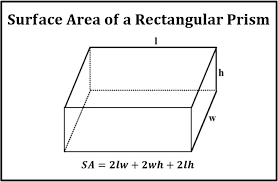 Surface Area of a Rectangular Prism
l
h
w
SA = 2lw + 2wh + 2lh